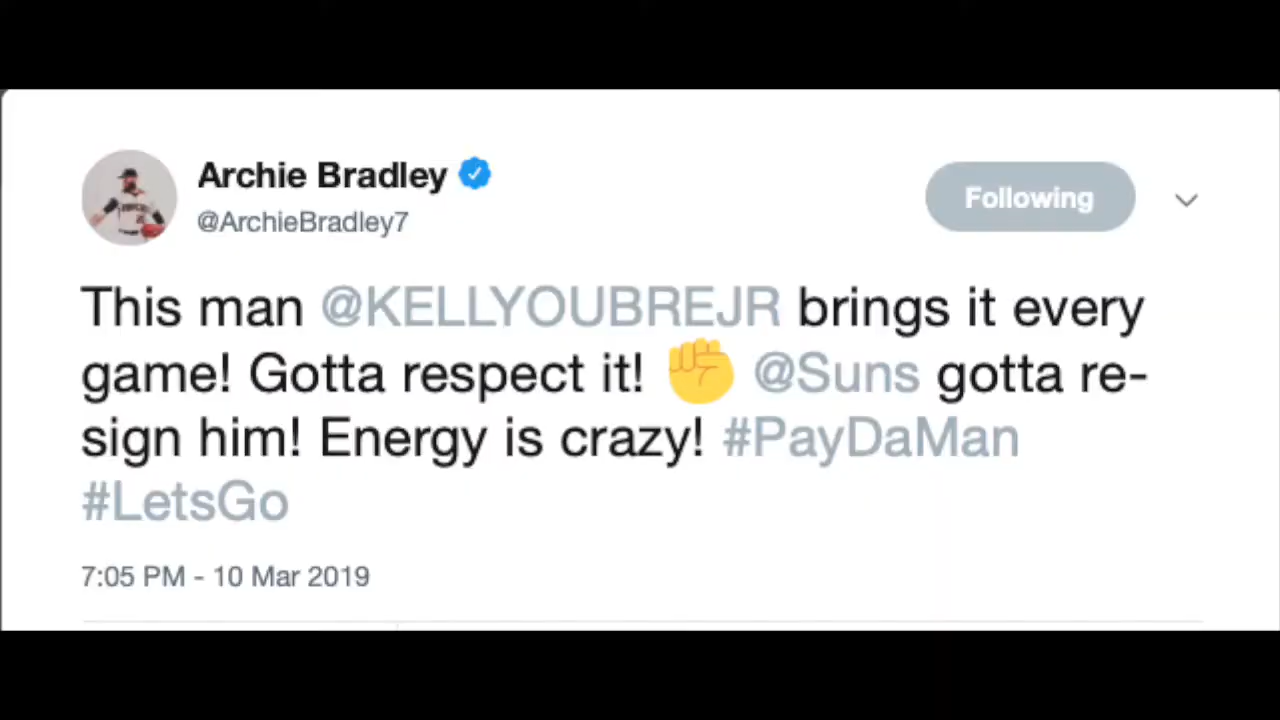 Archie Bradley
@ArchieBradley7
Following
This man @KELLYOUBREJR brings it every
game! Gotta respect it! ✊ @Suns gotta re-
sign him! Energy is crazy! #PayDaMan
#LetsGo
7:05 PM - 10 Mar 2019